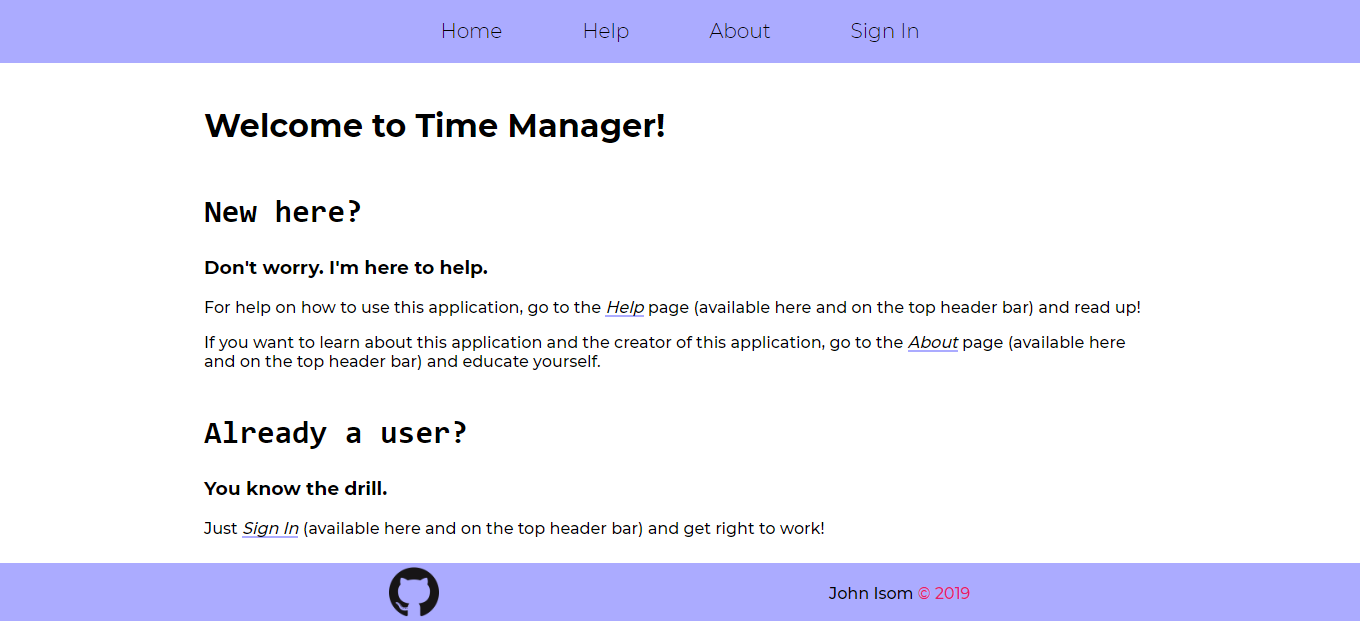 Home Help About Sign In
Welcome to Time Manager!
New here?
Don't worry. I'm here to help.
For help on how to use this application, go to the Help page (available here and on the top header bar) and read up!
If you want to learn about this application and the creator of this application, go to the About page (available here
and on the top header bar) and educate yourself.
Already a user?
You know the drill.
Just Sign In (available here and on the top header bar) and get right to work!
John Isom © 2019